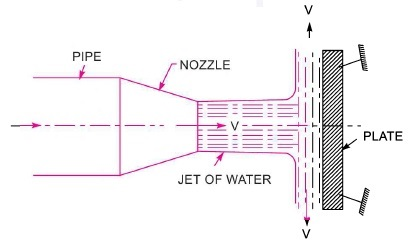 V
PIPE
NOZZLE
V
PLATE
JET OF WATER
V